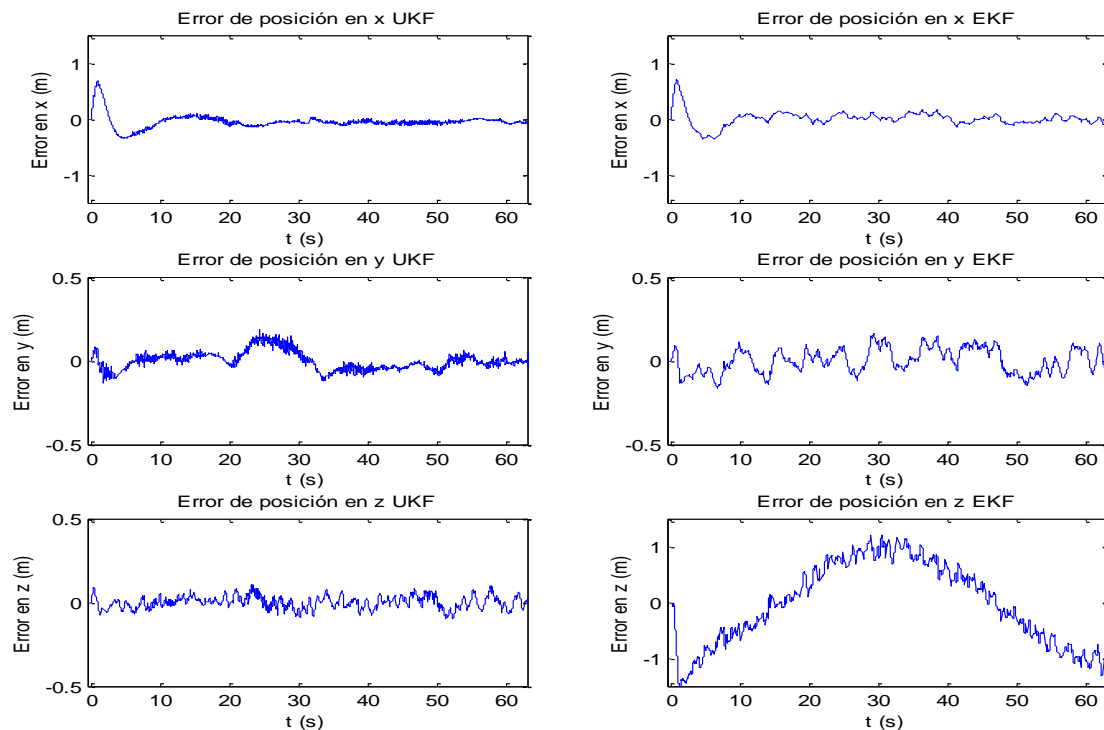 Error de posición en x UKF
Error en x (m)
1
0
-1
0 10 20 30 40 50 60
t (s)
Error de posición en x EKF
Error en x (m)
1
0
-1
0 10 20 30 40 50 60
t (s)
Error de posición en y UKF
Error en y (m)
0.5
0
-0.5
0 10 20 30 40 50 60
t (s)
Error de posición en y EKF
Error en y (m)
0.5
0
-0.5
0 10 20 30 40 50 60
t (s)
Error de posición en z UKF
Error en z (m)
0.5
0
-0.5
0 10 20 30 40 50 60
t (s)
Error de posición en z EKF
Error en z (m)
1
0
-1
0 10 20 30 40 50 60
t (s)